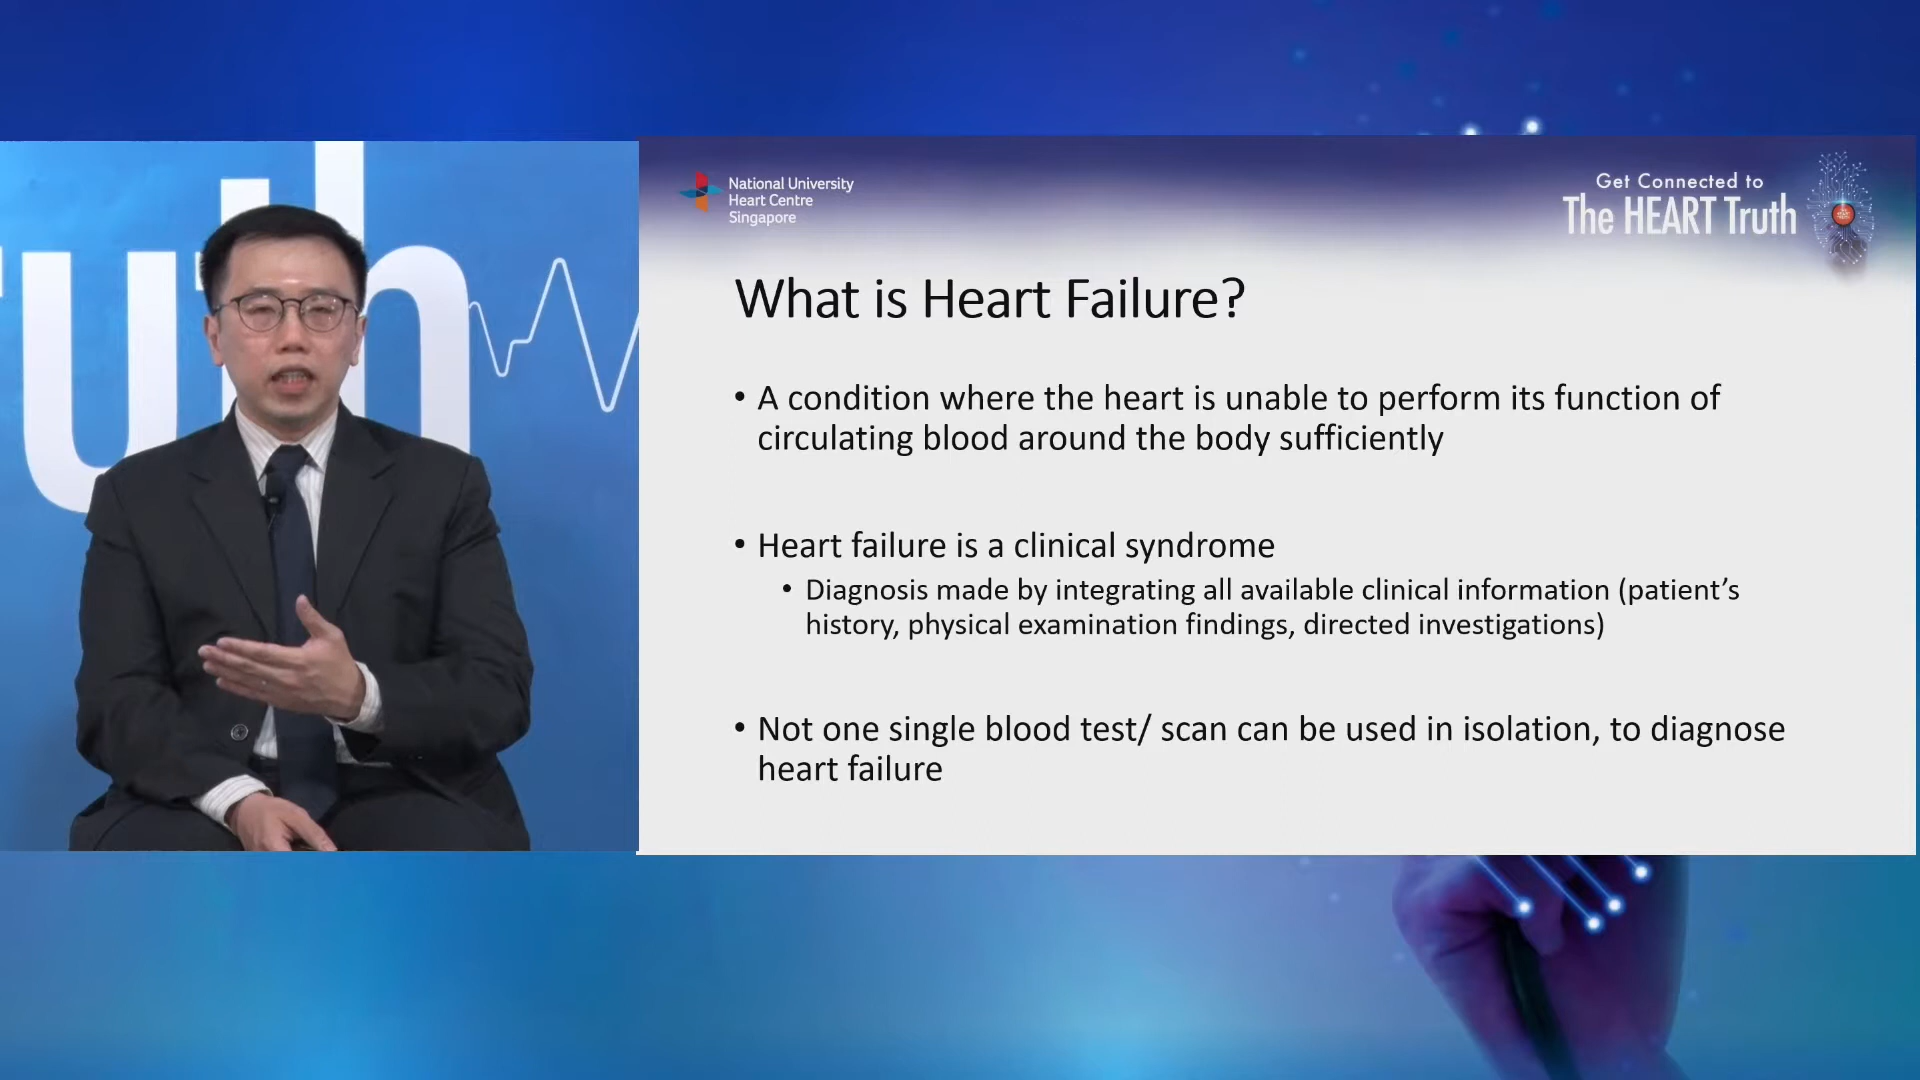 uth
National University
Heart Centre
Singapore
Get Connected to
The HEART Truth
What is Heart Failure?
• A condition where the heart is unable to perform its function of
circulating blood around the body sufficiently
• Heart failure is a clinical syndrome
• Diagnosis made by integrating all available clinical information (patient’s
history, physical examination findings, directed investigations)
• Not one single blood test/ scan can be used in isolation, to diagnose
heart failure